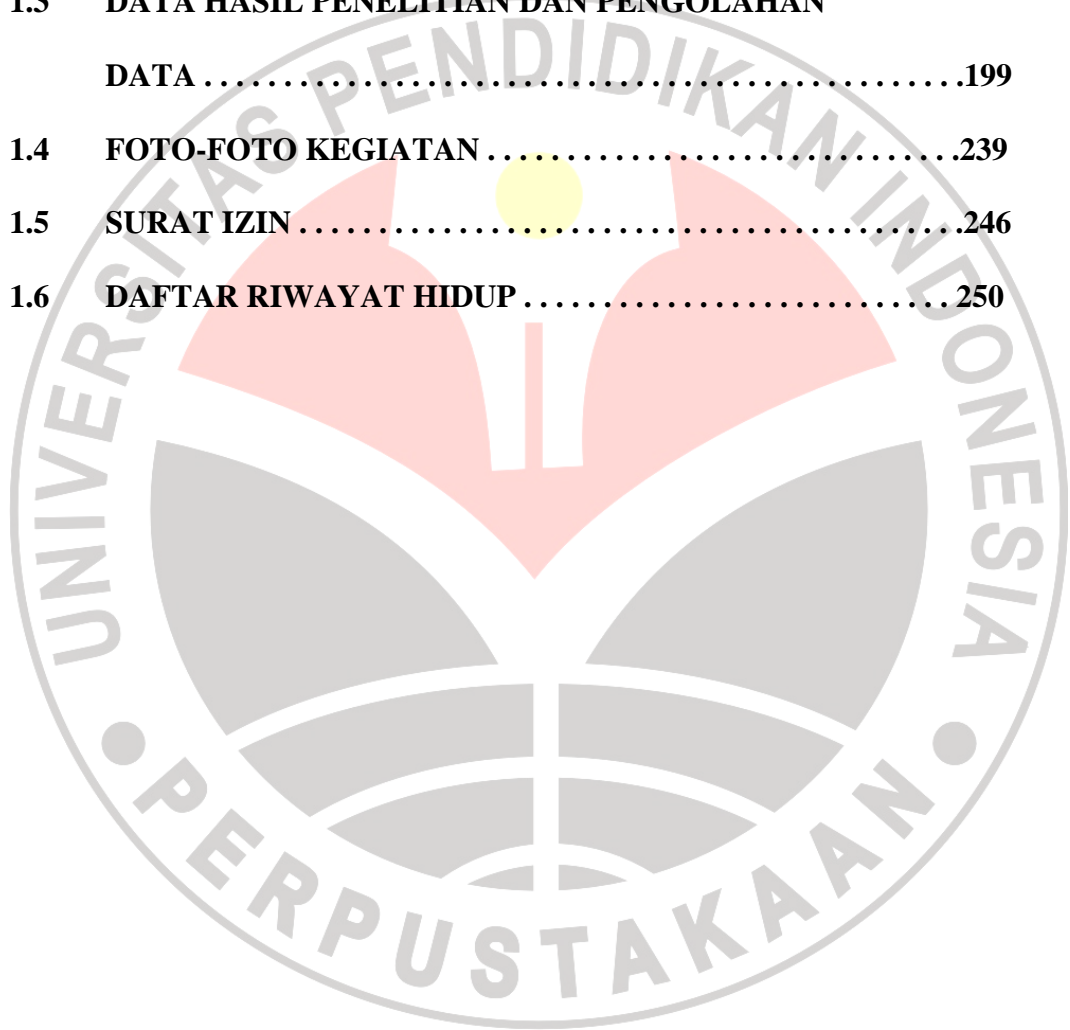 1.3 DATA HASIL PENELITIAN DAN PENGOLAHAN
DATA . . . . . . . . . . . . . . . . . . . . . . . . . . . . . . . . . . . . . . . . . . . . . . . .199
1.4 FOTO-FOTO KEGIATAN . . . . . . . . . . . . . . . . . . . . . . . . . . . . . .239
1.5 SURAT IZIN . . . . . . . . . . . . . . . . . . . . . . . . . . . . . . . . . . . . . . . . . .246
1.6 DAFTAR RIWAYAT HIDUP . . . . . . . . . . . . . . . . . . . . . . . . . . . 250
UNIVERSITAS PENDIDIKAN INDONESIA
PERPUSTAKAAN